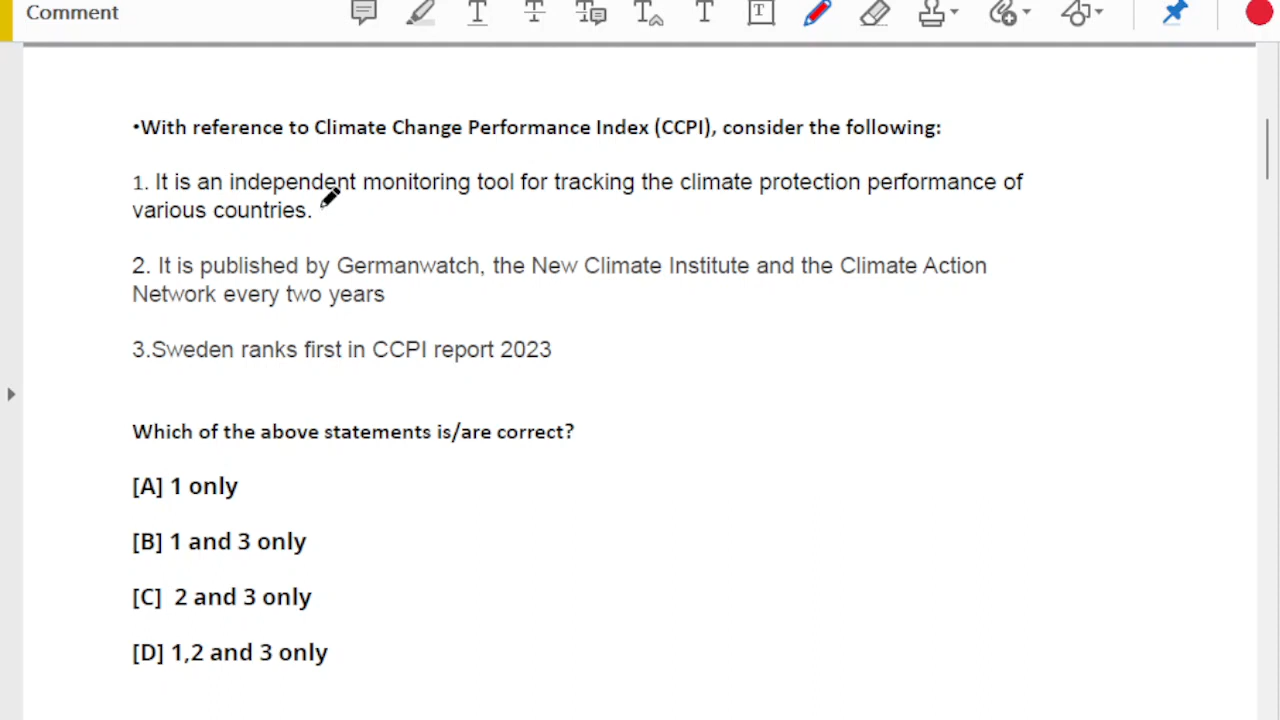 Comment
•With reference to Climate Change Performance Index (CCPI), consider the following:
1. It is an independent monitoring tool for tracking the climate protection performance of
various countries.
2. It is published by Germanwatch, the New Climate Institute and the Climate Action
Network every two years
3.Sweden ranks first in CCPI report 2023
Which of the above statements is/are correct?
[A] 1 only
[B] 1 and 3 only
[C] 2 and 3 only
[D] 1,2 and 3 only